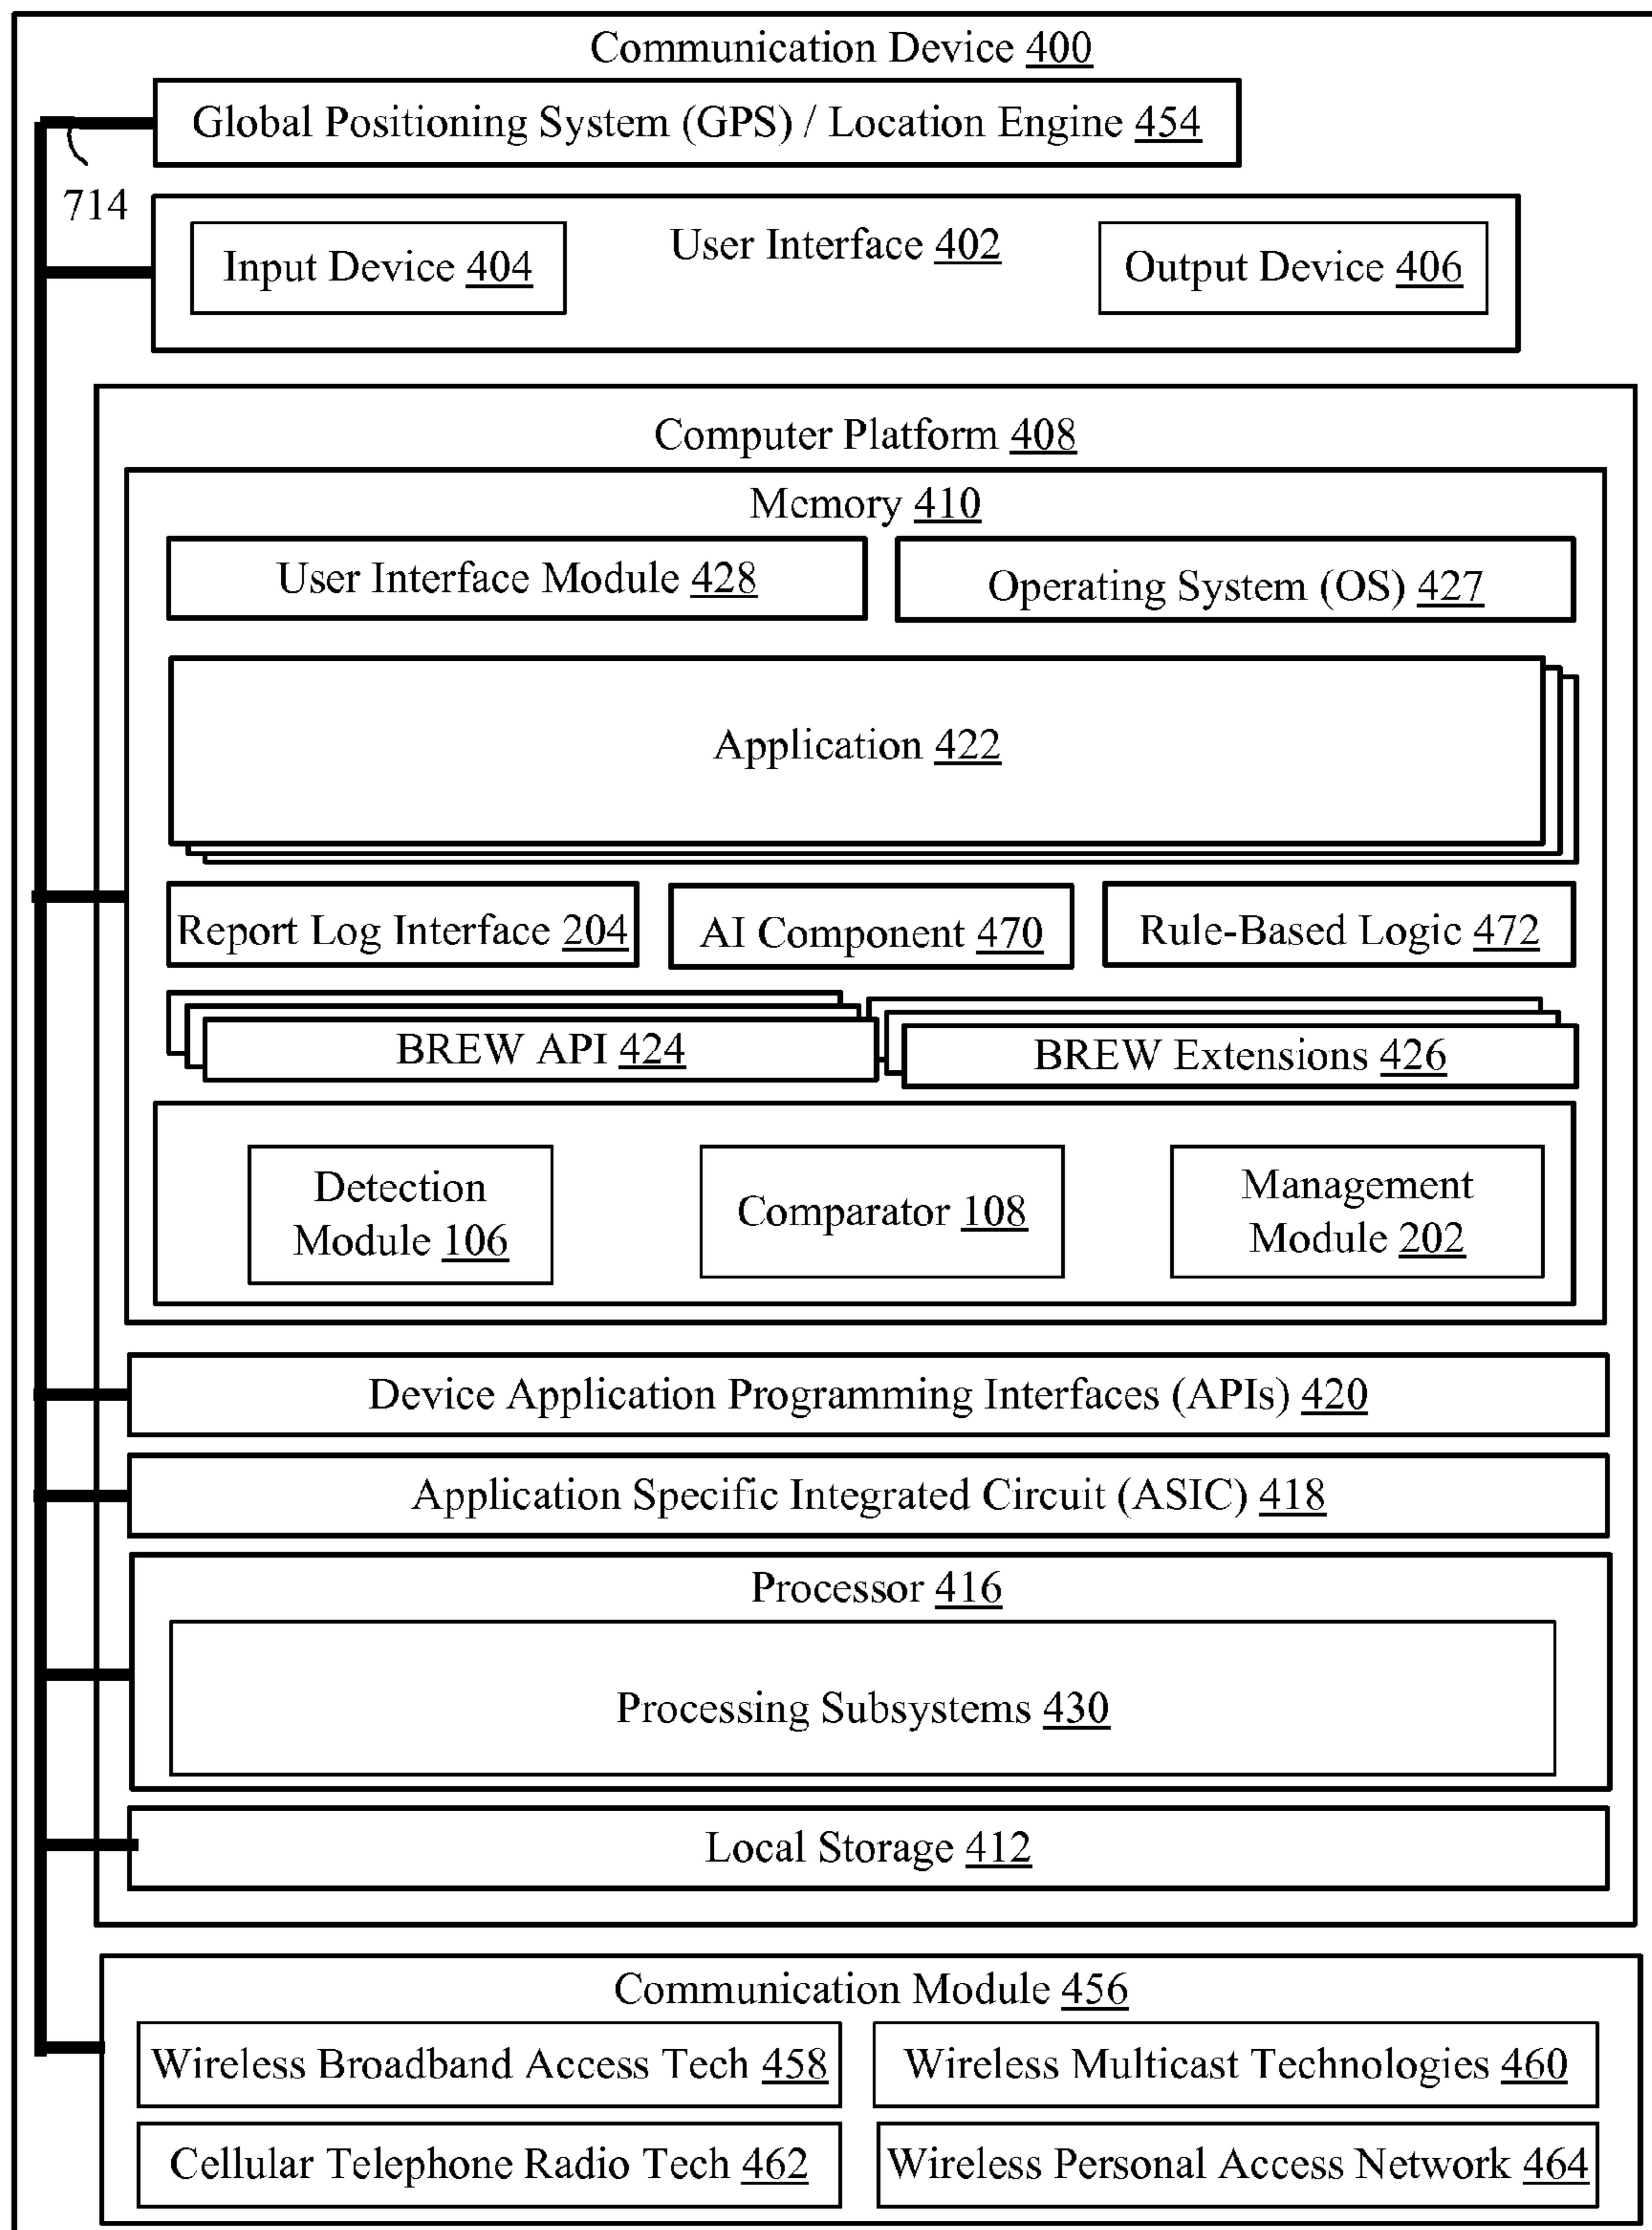 Communication Device 400
Global Positioning System (GPS) / Location Engine 454
714
User Interface 402
Input Device 404
Output Device 406
Computer Platform 408
Memory 410
User Interface Module 428
Operating System (OS) 427
Application 422
Report Log Interface 204
AI Component 470
Rule-Based Logic 472
BREW API 424
BREW Extensions 426
Detection
Module 106
Comparator 108
Management
Module 202
Device Application Programming Interfaces (APIs) 420
Application Specific Integrated Circuit (ASIC) 418
Processor 416
Processing Subsystems 430
Local Storage 412
Communication Module 456
Wireless Broadband Access Tech 458
Wireless Multicast Technologies 460
Cellular Telephone Radio Tech 462
Wireless Personal Access Network 464